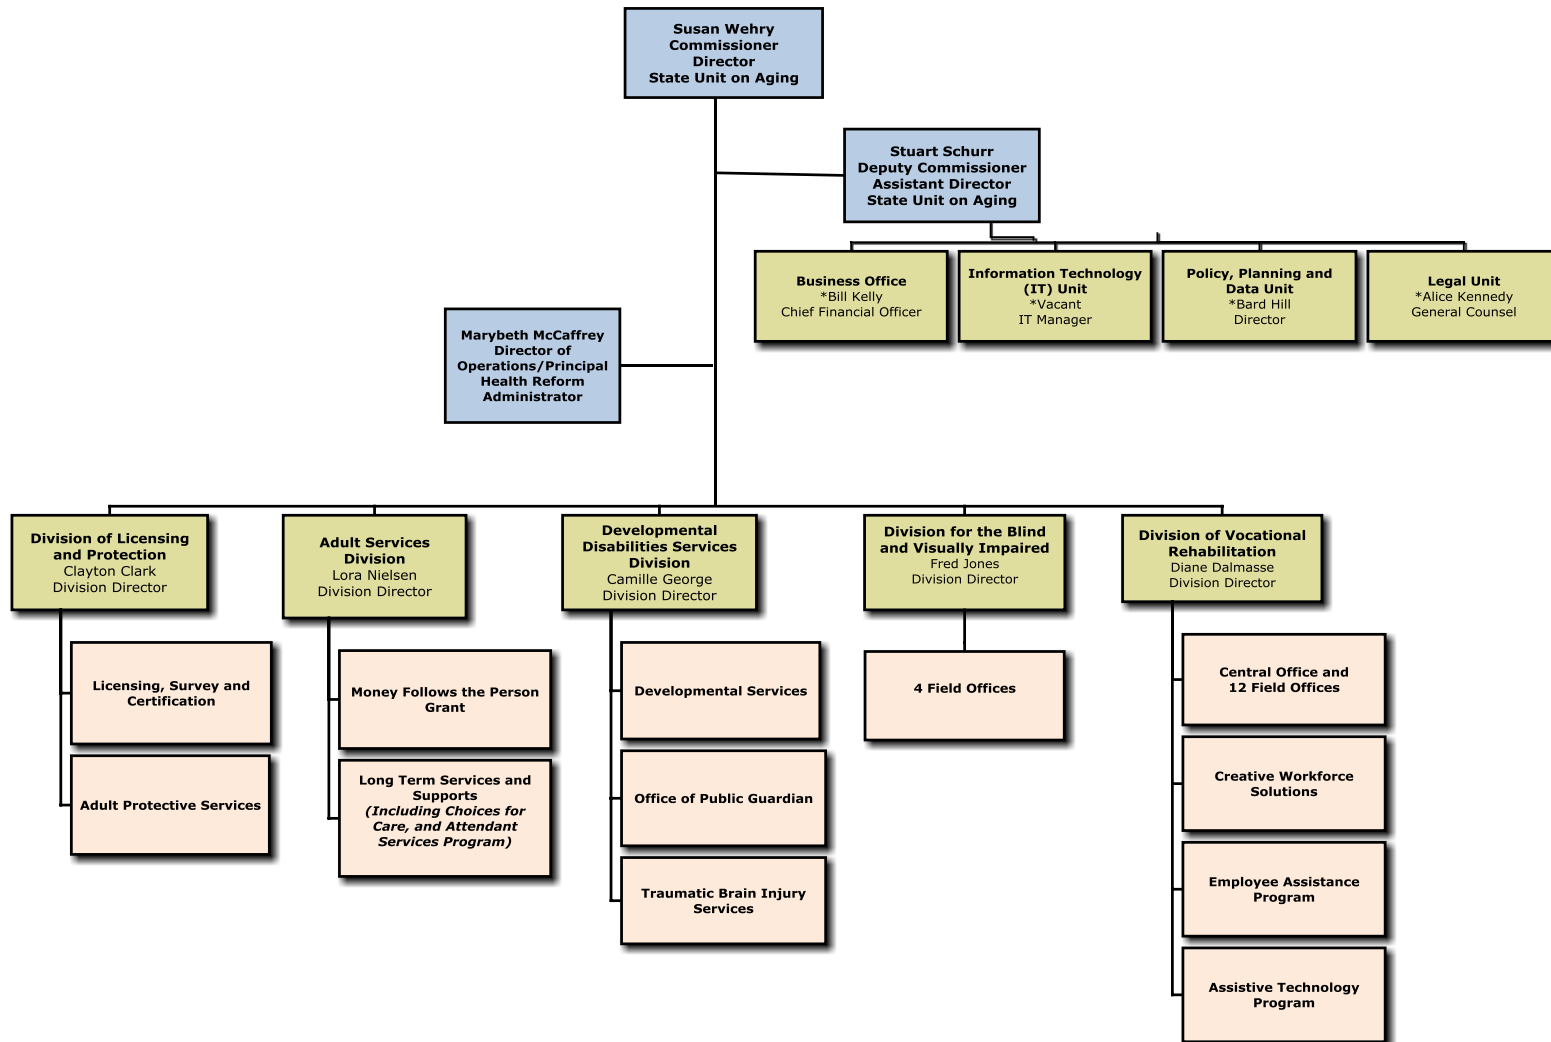 Susan Wehry
Commissioner
Director
State Unit on Aging
Stuart Schurr
Deputy Commissioner
Assistant Director
State Unit on Aging
Business Office
*Bill Kelly
Chief Financial Officer
Information Technology
(IT) Unit
*Vacant
IT Manager
Policy, Planning and
Data Unit
*Bard Hill
Director
Legal Unit
*Alice Kennedy
General Counsel
Marybeth McCaffrey
Director of
Operations/Principal
Health Reform
Administrator
Division of Licensing
and Protection
Clayton Clark
Division Director
Adult Services
Division
Lora Nielsen
Division Director
Developmental
Disabilities Services
Division
Camille George
Division Director
Division for the Blind
and Visually Impaired
Fred Jones
Division Director
Division of Vocational
Rehabilitation
Diane Dalmasse
Division Director
Licensing, Survey and
Certification
Adult Protective Services
Money Follows the Person
Grant
Long Term Services and
Supports
(Including Choices for
Care, and Attendant
Services Program)
Developmental Services
Office of Public Guardian
Traumatic Brain Injury
Services
4 Field Offices
Central Office and
12 Field Offices
Creative Workforce
Solutions
Employee Assistance
Program
Assistive Technology
Program